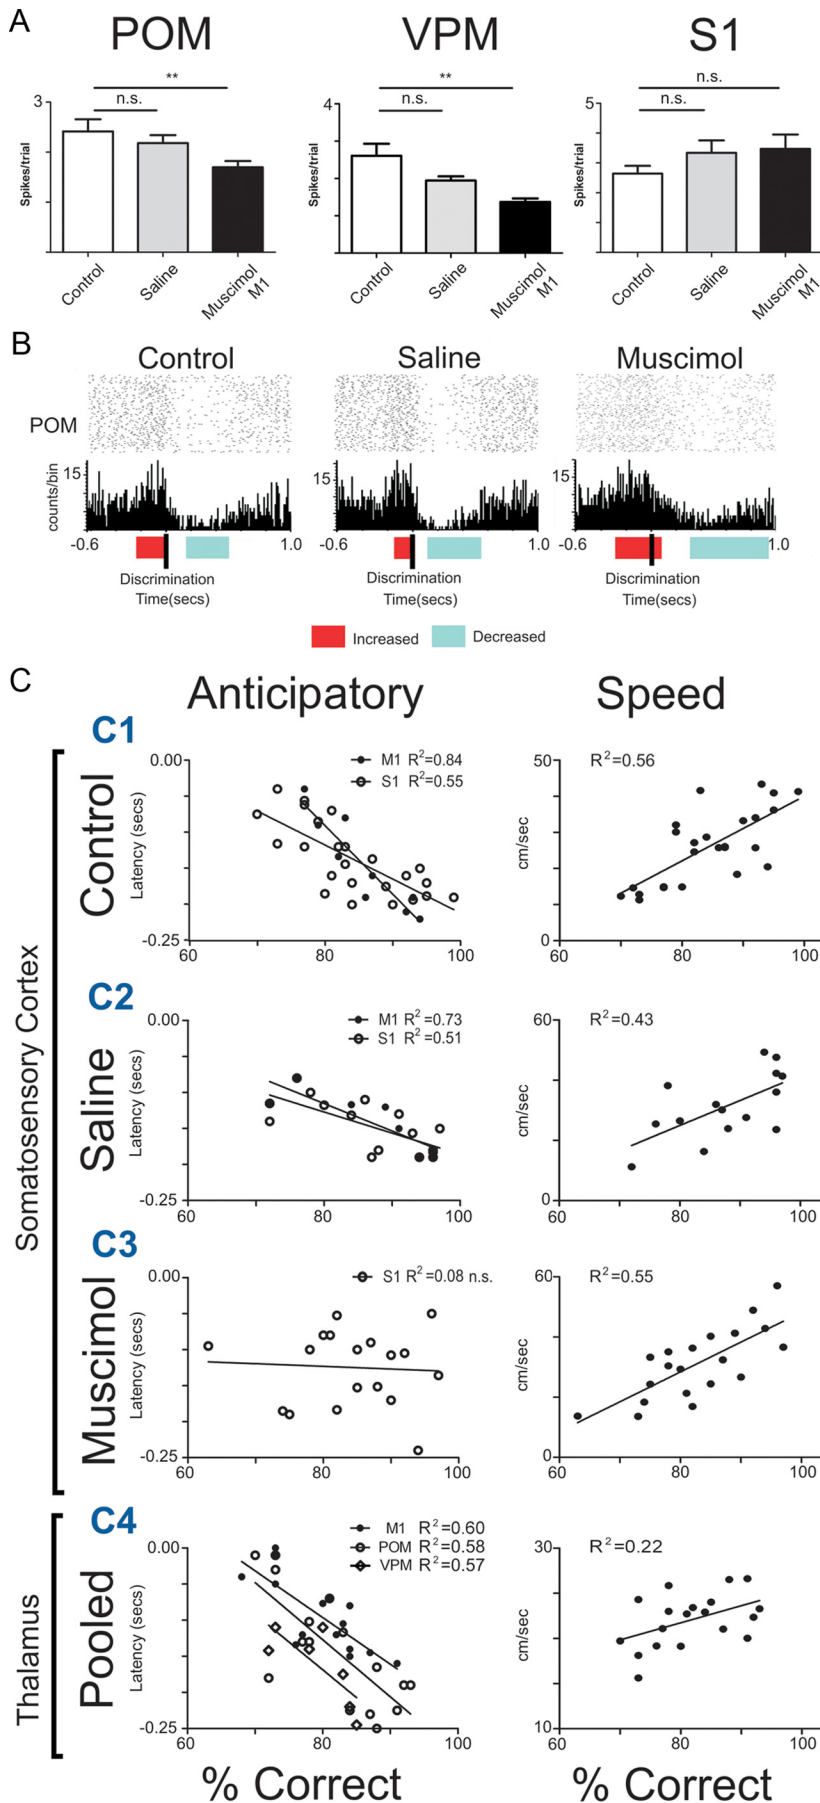 A
POM VPM S1
** ** n.s.
n.s. n.s. n.s.
3 4 5
Spikes/trial Spikes/trial Spikes/trial
Control Saline Muscimol M1 Control Saline Muscimol M1 Control Saline Muscimol M1
B
Control Saline Muscimol
POM
counts/bin 15 15 15
-0.6 1.0 -0.6 1.0 -0.6 1.0
Discrimination Discrimination Discrimination
Time(secs) Time(secs) Time(secs)
Increased Decreased
C
Anticipatory Speed
Somatosensory Cortex
C1
Control
Latency (secs)
0.00
M1 R²=0.84
S1 R²=0.55
-0.25
80 100
cm/sec
50
R²=0.56
0
60 80 100
C2
Saline
Latency (secs)
0.00
M1 R²=0.73
S1 R²=0.51
-0.25
60 80 100
cm/sec
60
R²=0.43
0
60 80 100
C3
Muscimol
Latency (secs)
0.00
S1 R²=0.08 n.s.
-0.25
60 80 100
cm/sec
60
R²=0.55
0
60 80 100
Thalamus
C4
Pooled
Latency (secs)
0.00
M1 R²=0.60
POM R²=0.58
VPM R²=0.57
-0.25
60 80 100
cm/sec
30
R²=0.22
10
60 80 100
% Correct % Correct